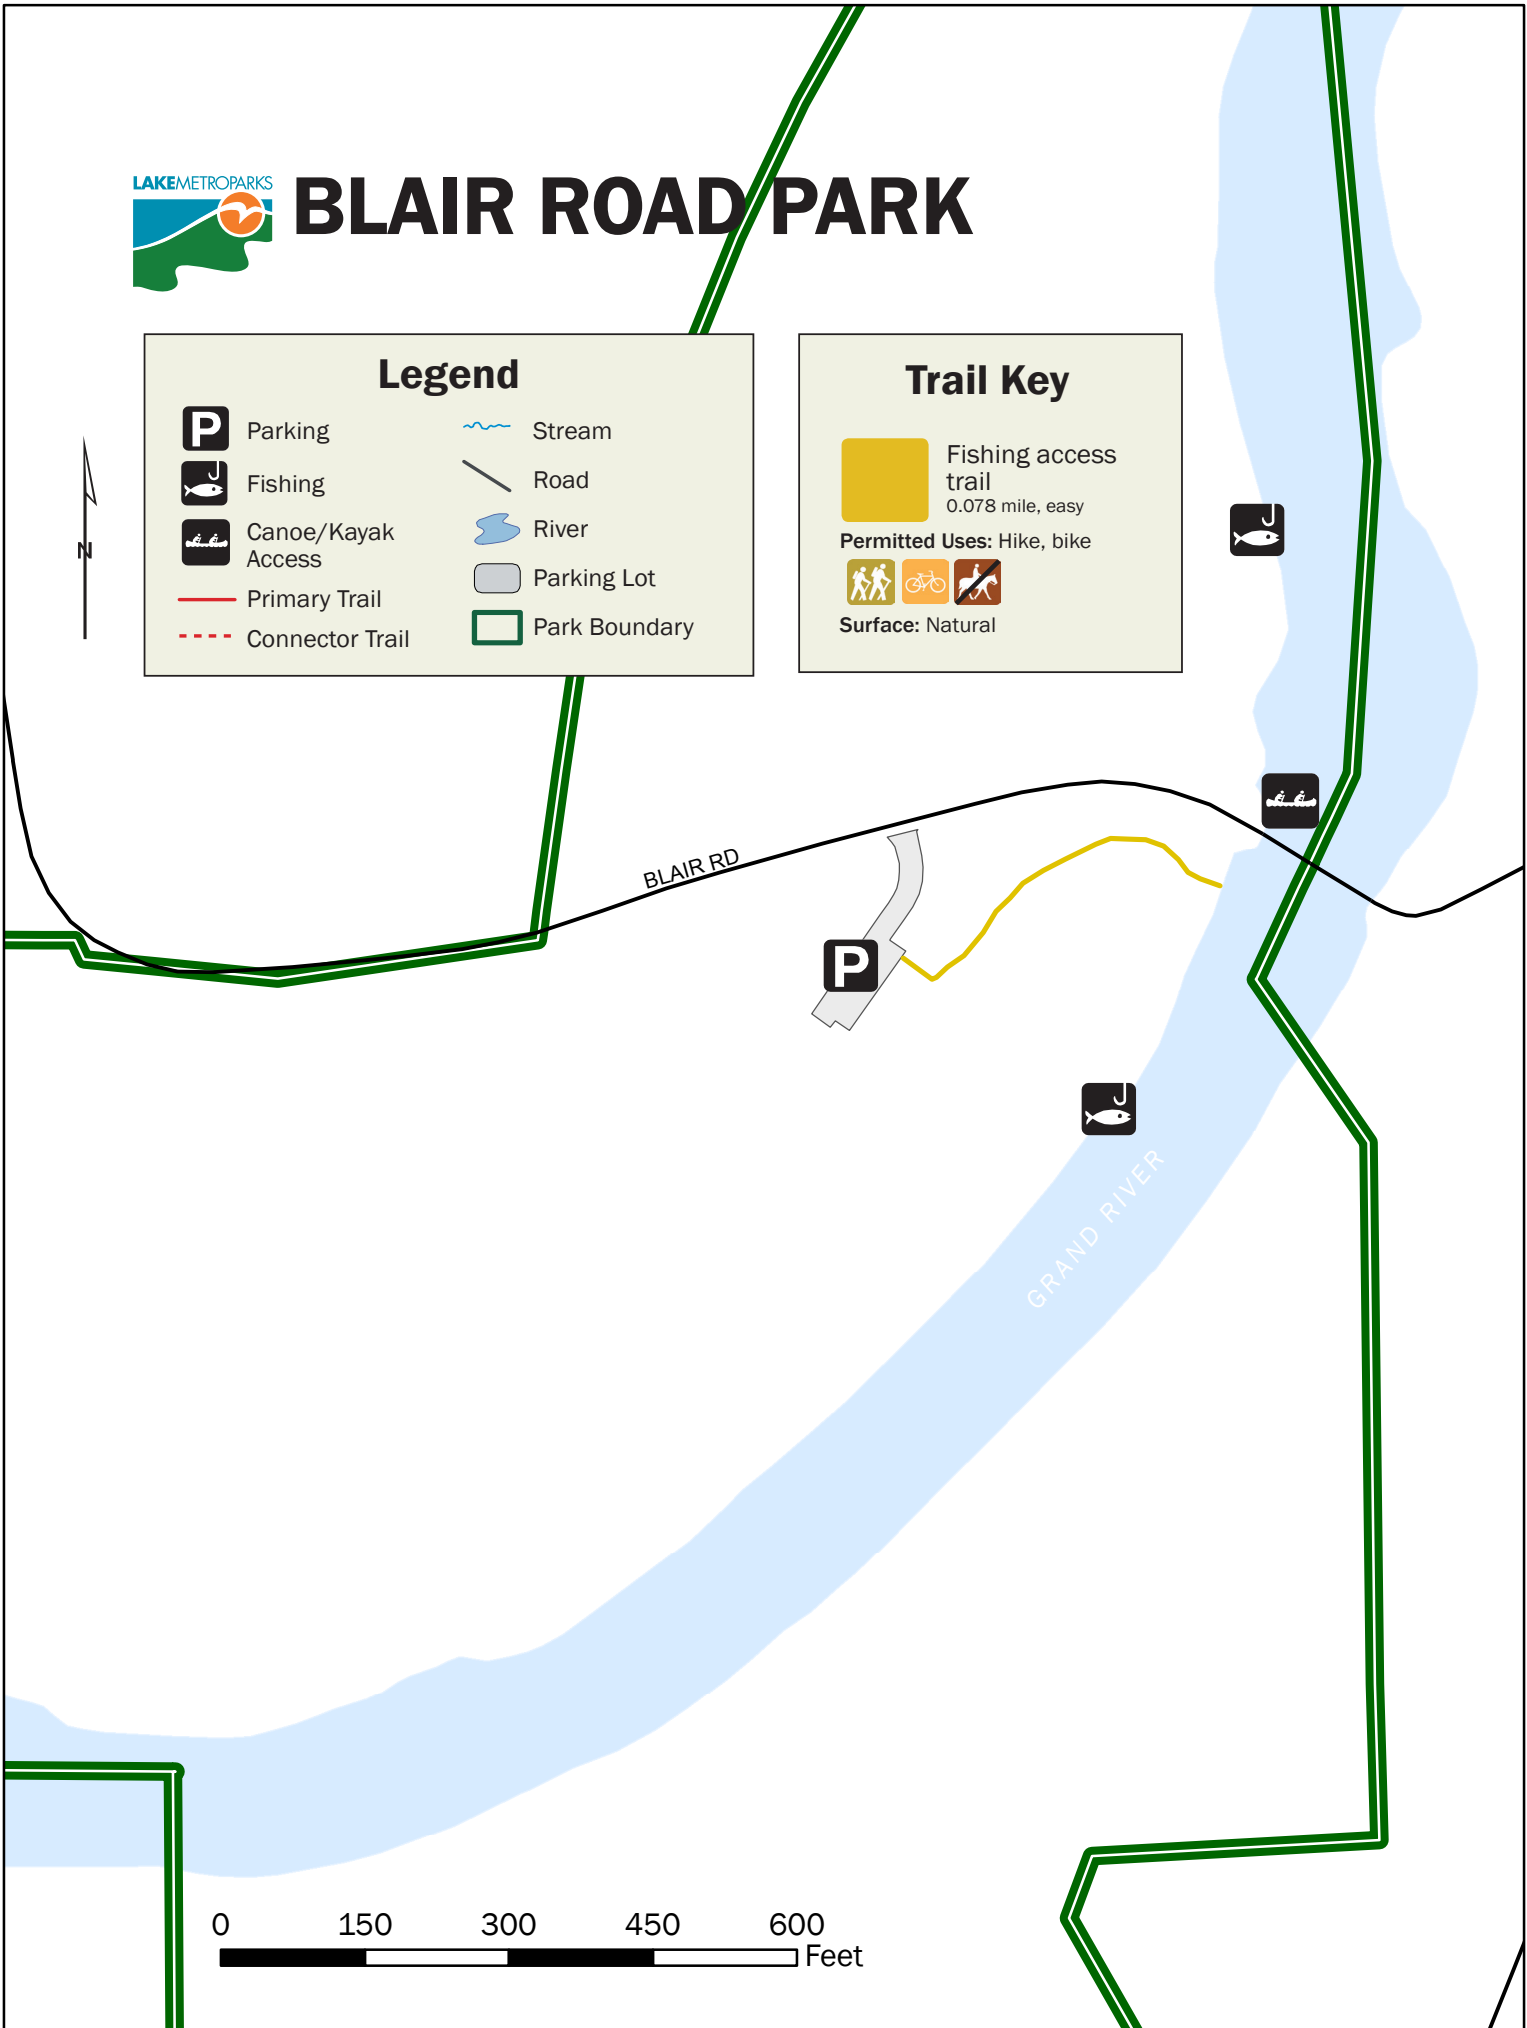 LAKEMETROPARKS
BLAIR ROAD PARK
Legend
P
Parking
Fishing
Canoe/Kayak
Access
Primary Trail
Connector Trail
Stream
Road
River
Parking Lot
Park Boundary
Trail Key
Fishing access
trail
0.078 mile, easy
Permitted Uses: Hike, bike
Surface: Natural
N
BLAIR RD
P
GRAND RIVER
0 150 300 450 600
Feet